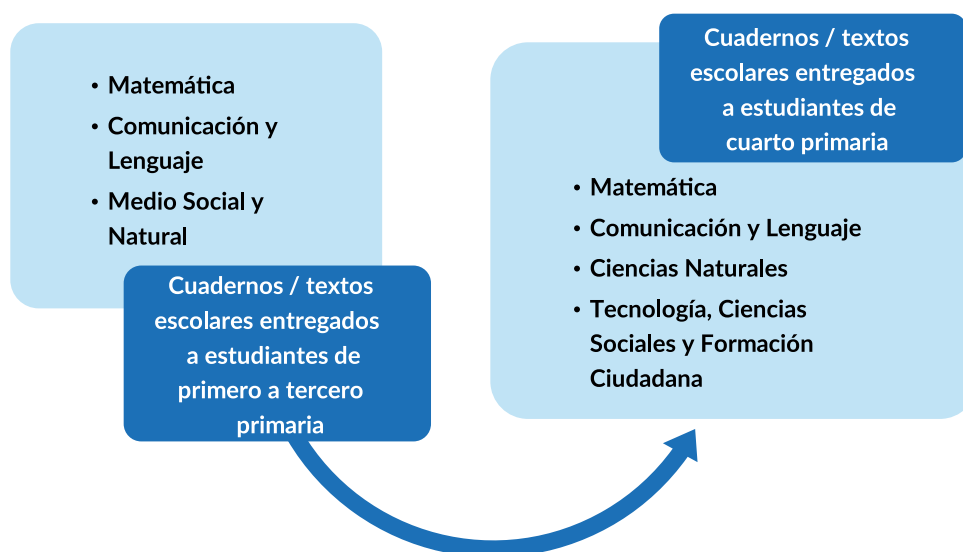 • Matemática
• Comunicación y
Lenguaje
• Medio Social y
Natural
Cuadernos / textos
escolares entregados
a estudiantes de
primero a tercero
primaria
Cuadernos / textos
escolares entregados
a estudiantes de
cuarto primaria
• Matemática
• Comunicación y Lenguaje
• Ciencias Naturales
• Tecnología, Ciencias
Sociales y Formación
Ciudadana